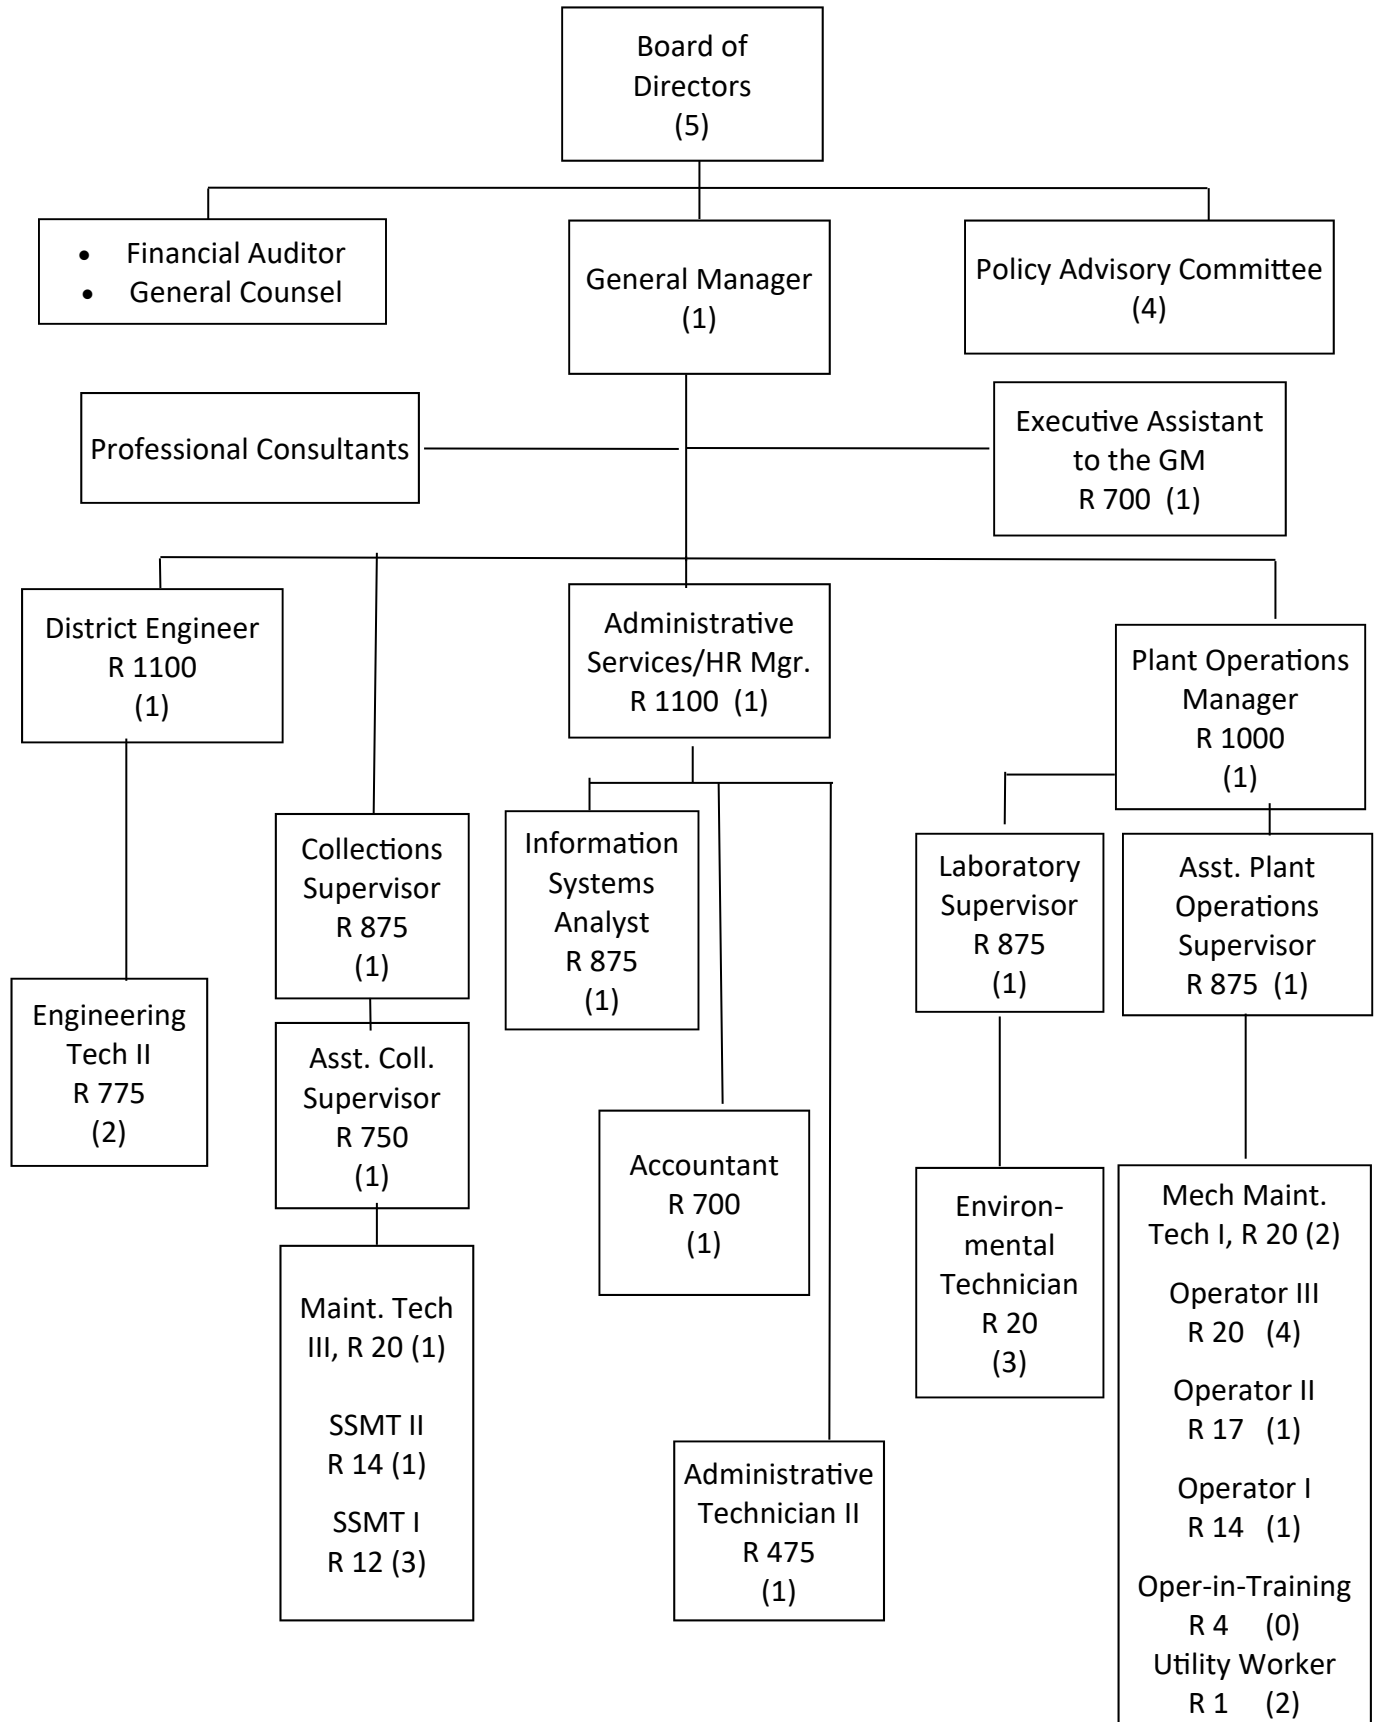 Board of
Directors
(5)
• Financial Auditor
• General Counsel
General Manager
(1)
Policy Advisory Committee
(4)
Professional Consultants
Executive Assistant
to the GM
R 700 (1)
District Engineer
R 1100
(1)
Administrative
Services/HR Mgr.
R 1100 (1)
Plant Operations
Manager
R 1000
(1)
Collections
Supervisor
R 875
(1)
Information
Systems
Analyst
R 875
(1)
Laboratory
Supervisor
R 875
(1)
Asst. Plant
Operations
Supervisor
R 875 (1)
Engineering
Tech II
R 775
(2)
Asst. Coll.
Supervisor
R 750
(1)
Accountant
R 700
(1)
Environ-
mental
Technician
R 20
(3)
Mech Maint.
Tech I, R 20 (2)
Operator III
R 20 (4)
Operator II
R 17 (1)
Operator I
R 14 (1)
Oper-in-Training
R 4 (0)
Utility Worker
R 1 (2)
Maint. Tech
III, R 20 (1)
SSMT II
R 14 (1)
SSMT I
R 12 (3)
Administrative
Technician II
R 475
(1)